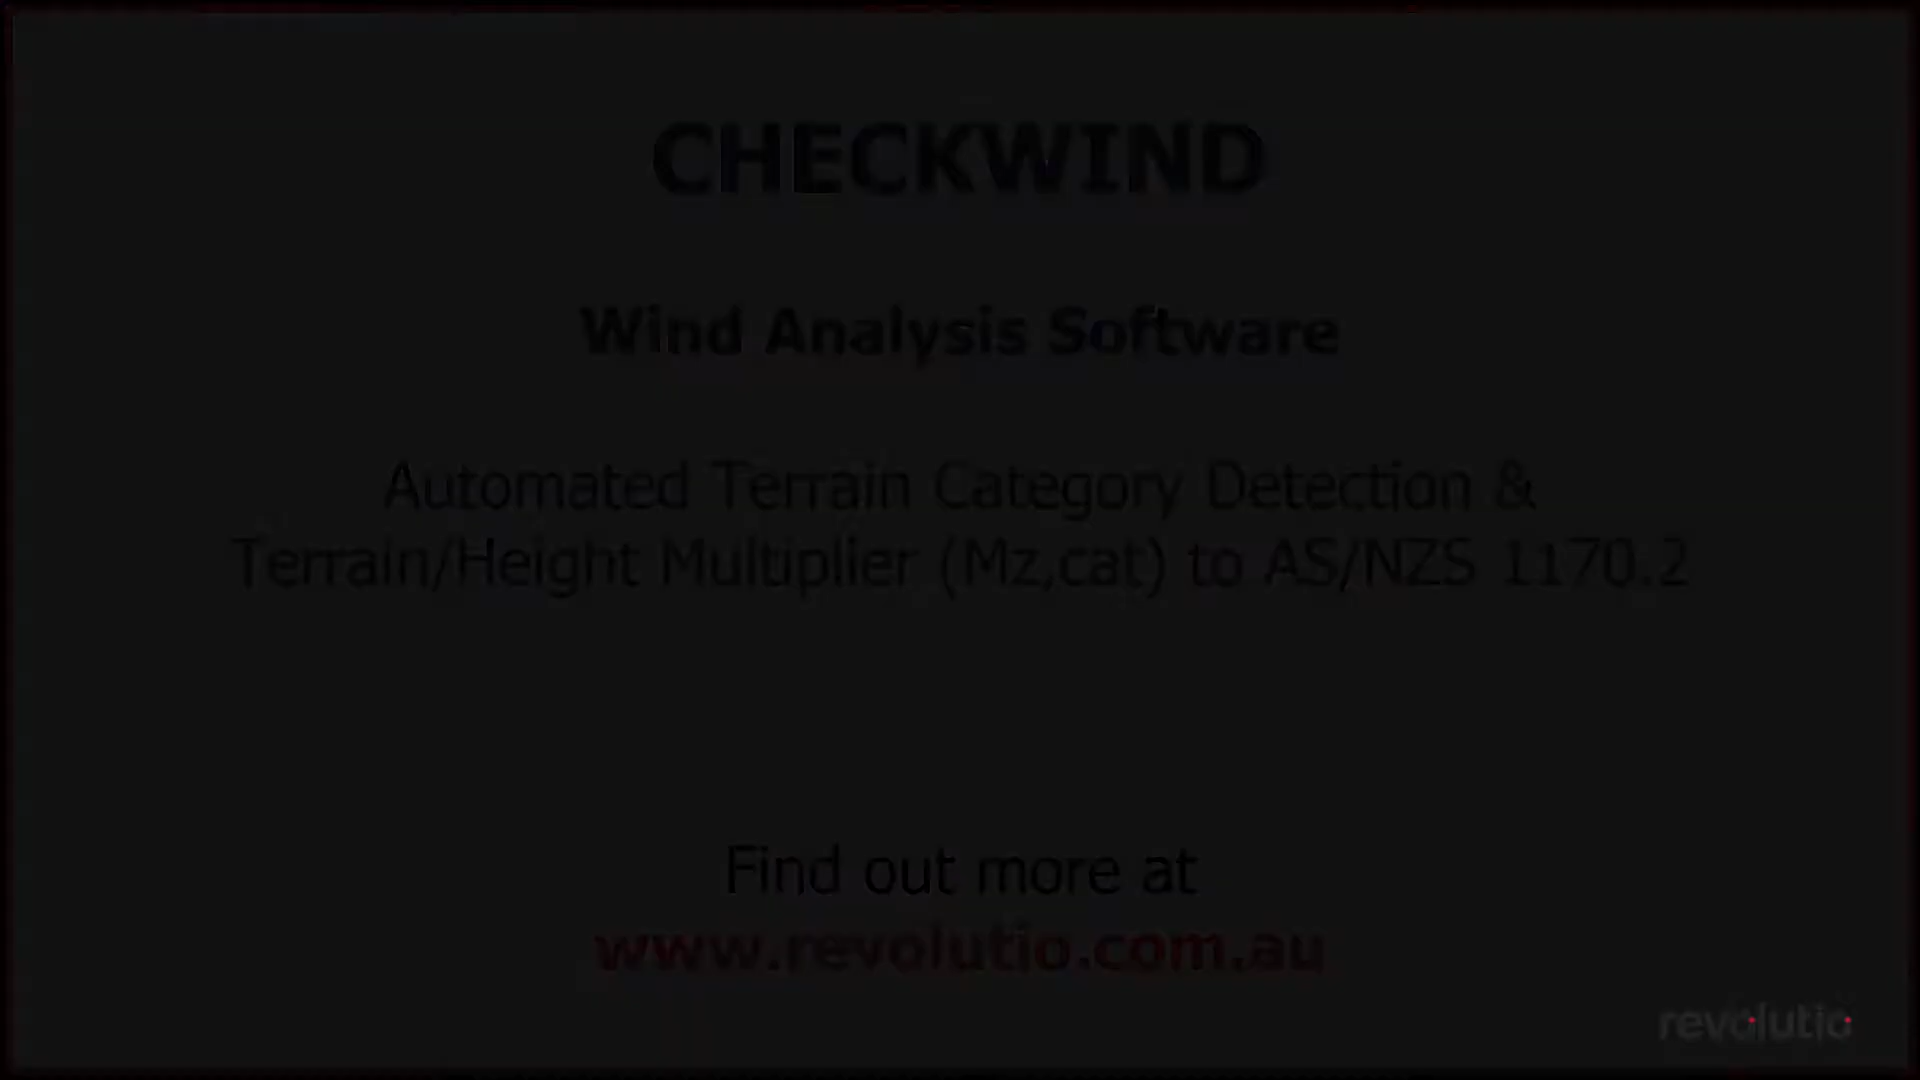 CHECKWIND
Wind Analysis Software
Automated Terrain Category Detection &
Terrain/Height Multiplier (Mz,cat) to AS/NZS 1170.2
Find out more at
www.revolutio.com.au
revolutio